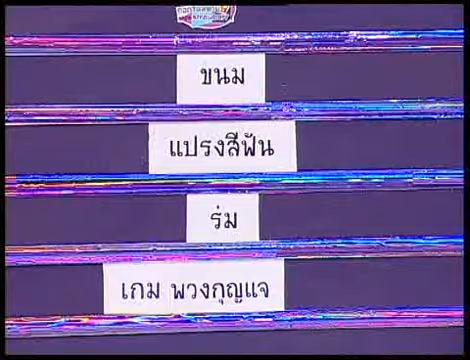 ขนม
แปรงสีฟัน
ร่ม
เกม พวงกุญแจ